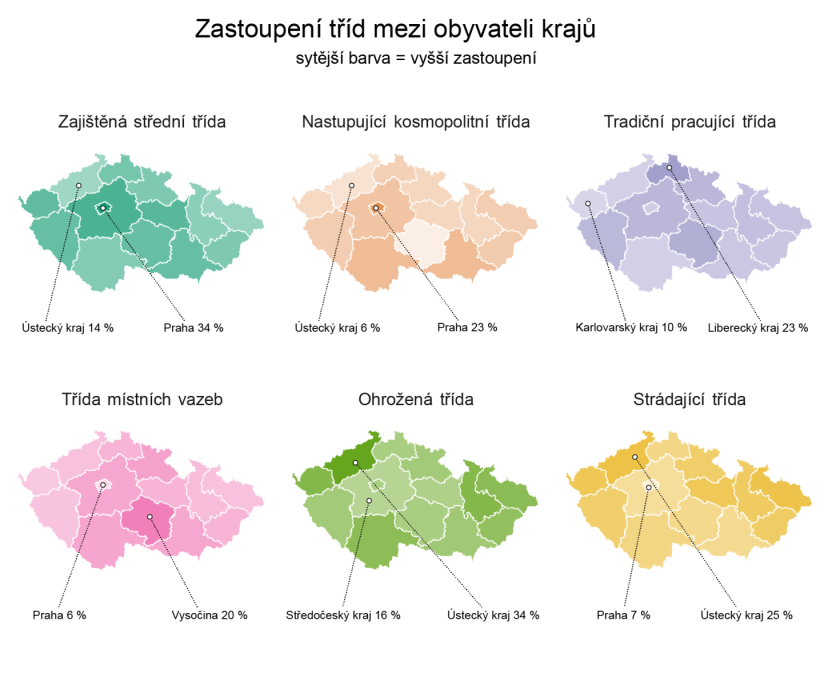 Zastoupení tříd mezi obyvateli krajů
sytější barva = vyšší zastoupení
Zajištěná střední třída
Nastupující kosmopolitní třída
Tradiční pracující třída
Ústecký kraj 14 %
Praha 34 %
Ústecký kraj 6 %
Praha 23 %
Karlovarský kraj 10 %
Liberecký kraj 23 %
Třída místních vazeb
Ohrožená třída
Strádající třída
Praha 6 %
Vysočina 20 %
Středočeský kraj 16 %
Ústecký kraj 34 %
Praha 7 %
Ústecký kraj 25 %